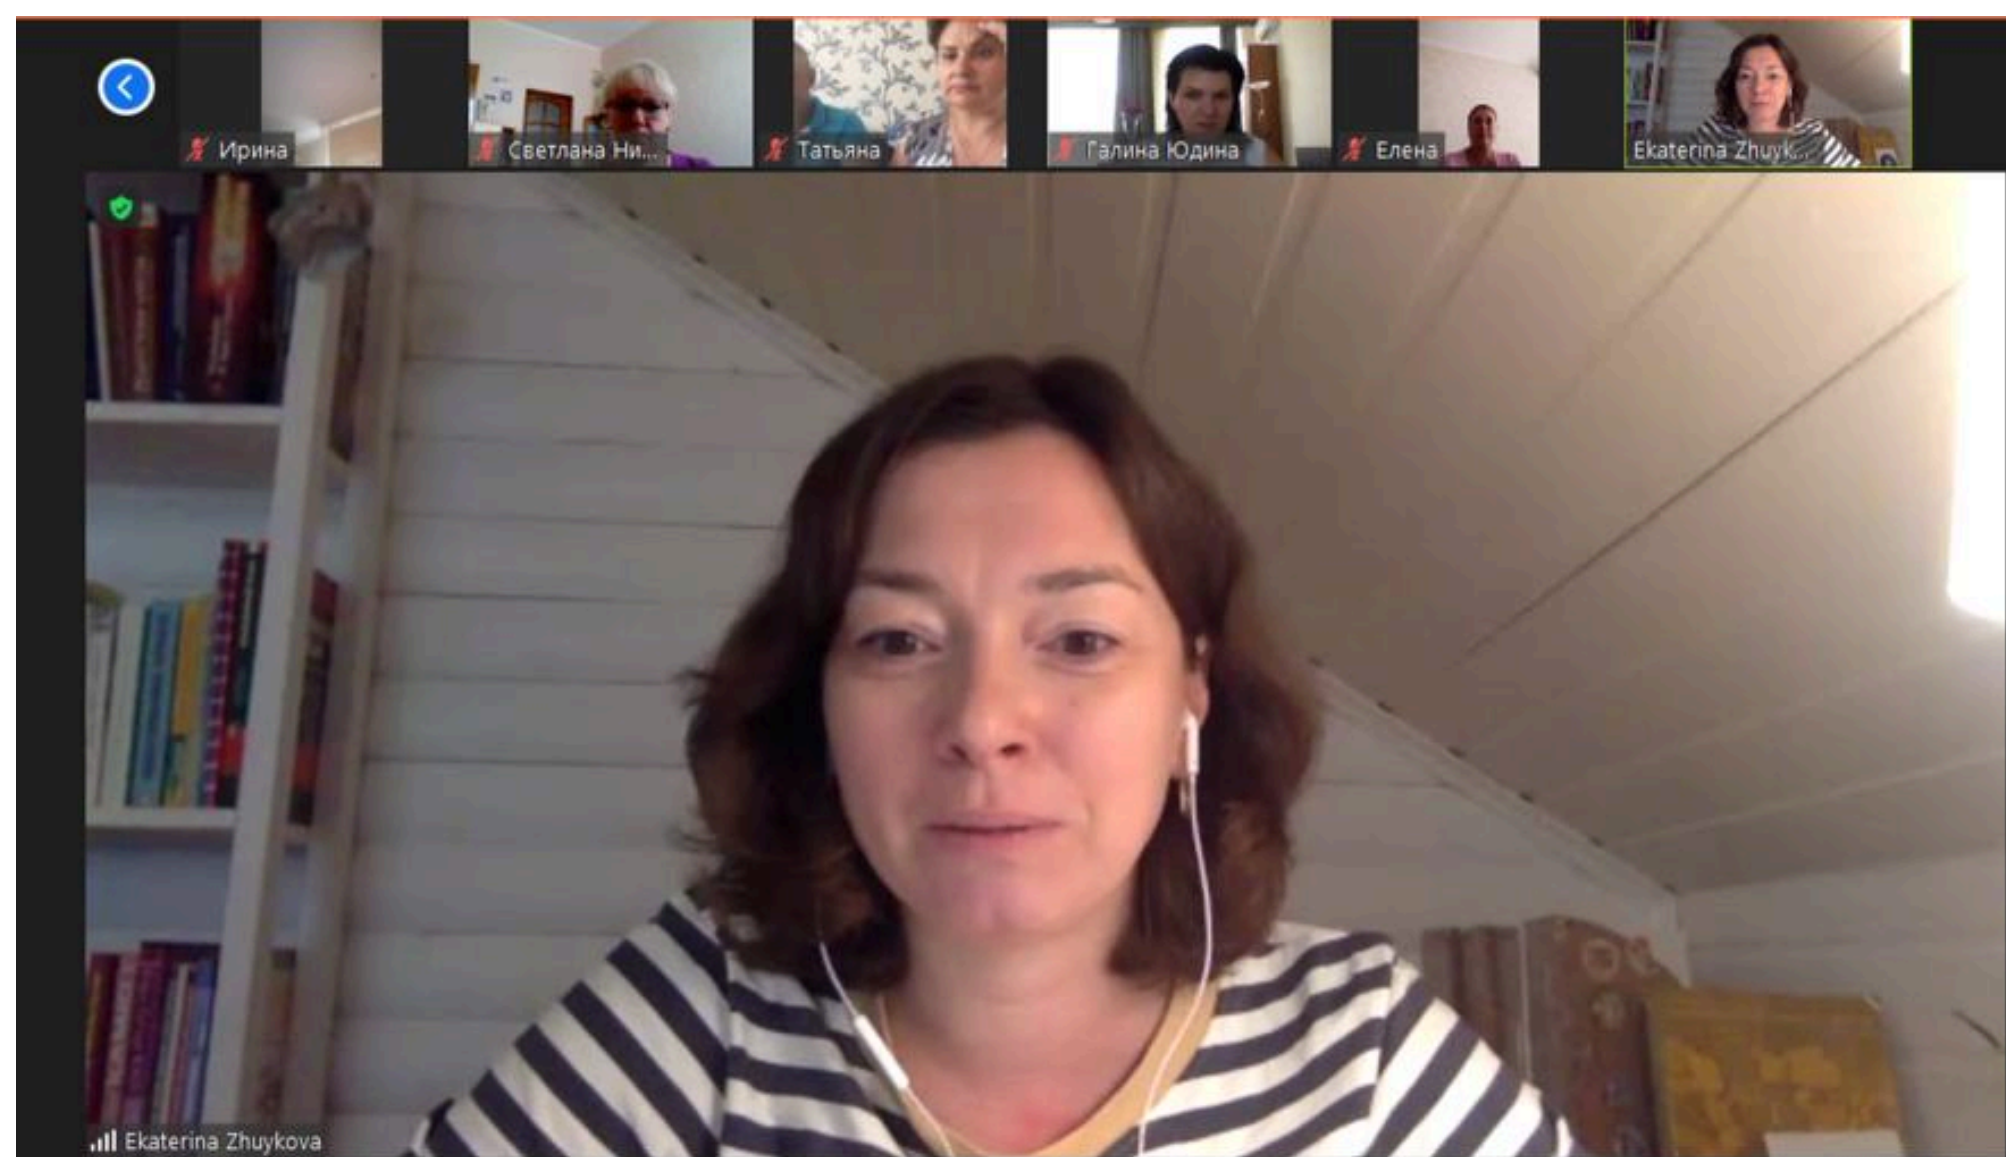 Ирина
Светлана Ни...
Татьяна
Галина Юдина
Елена
Ekaterina Zhuyk...
Ekaterina Zhuykova